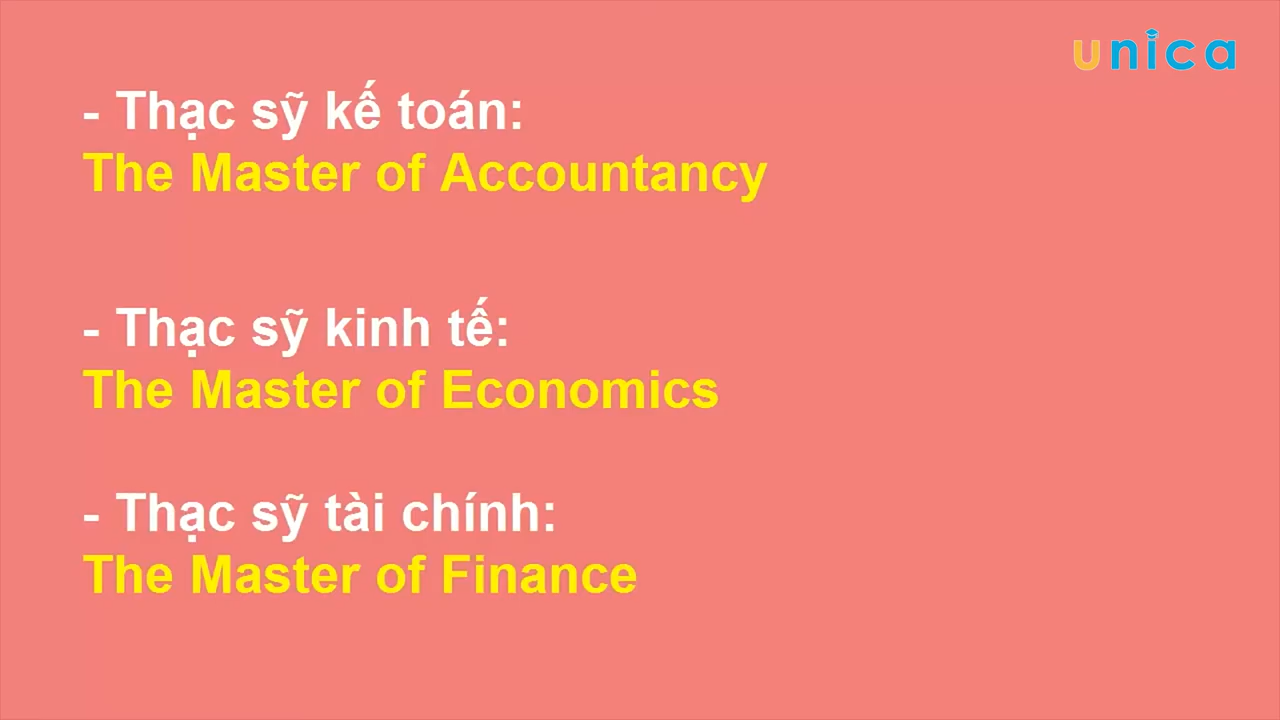 unica
- Thạc sỹ kế toán:
The Master of Accountancy
- Thạc sỹ kinh tế:
The Master of Economics
- Thạc sỹ tài chính:
The Master of Finance